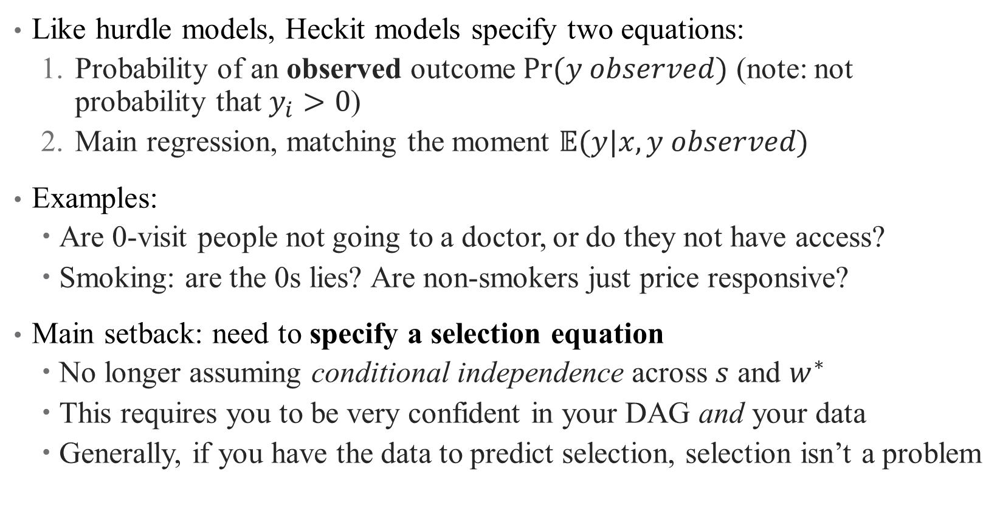 • Like hurdle models, Heckit models specify two equations:
1. Probability of an observed outcome Pr(y observed) (note: not
probability that yᵢ > 0)
2. Main regression, matching the moment 𝔼(y|x, y observed)
• Examples:
• Are 0-visit people not going to a doctor, or do they not have access?
• Smoking: are the 0s lies? Are non-smokers just price responsive?
• Main setback: need to specify a selection equation
• No longer assuming conditional independence across s and w*
• This requires you to be very confident in your DAG and your data
• Generally, if you have the data to predict selection, selection isn’t a problem